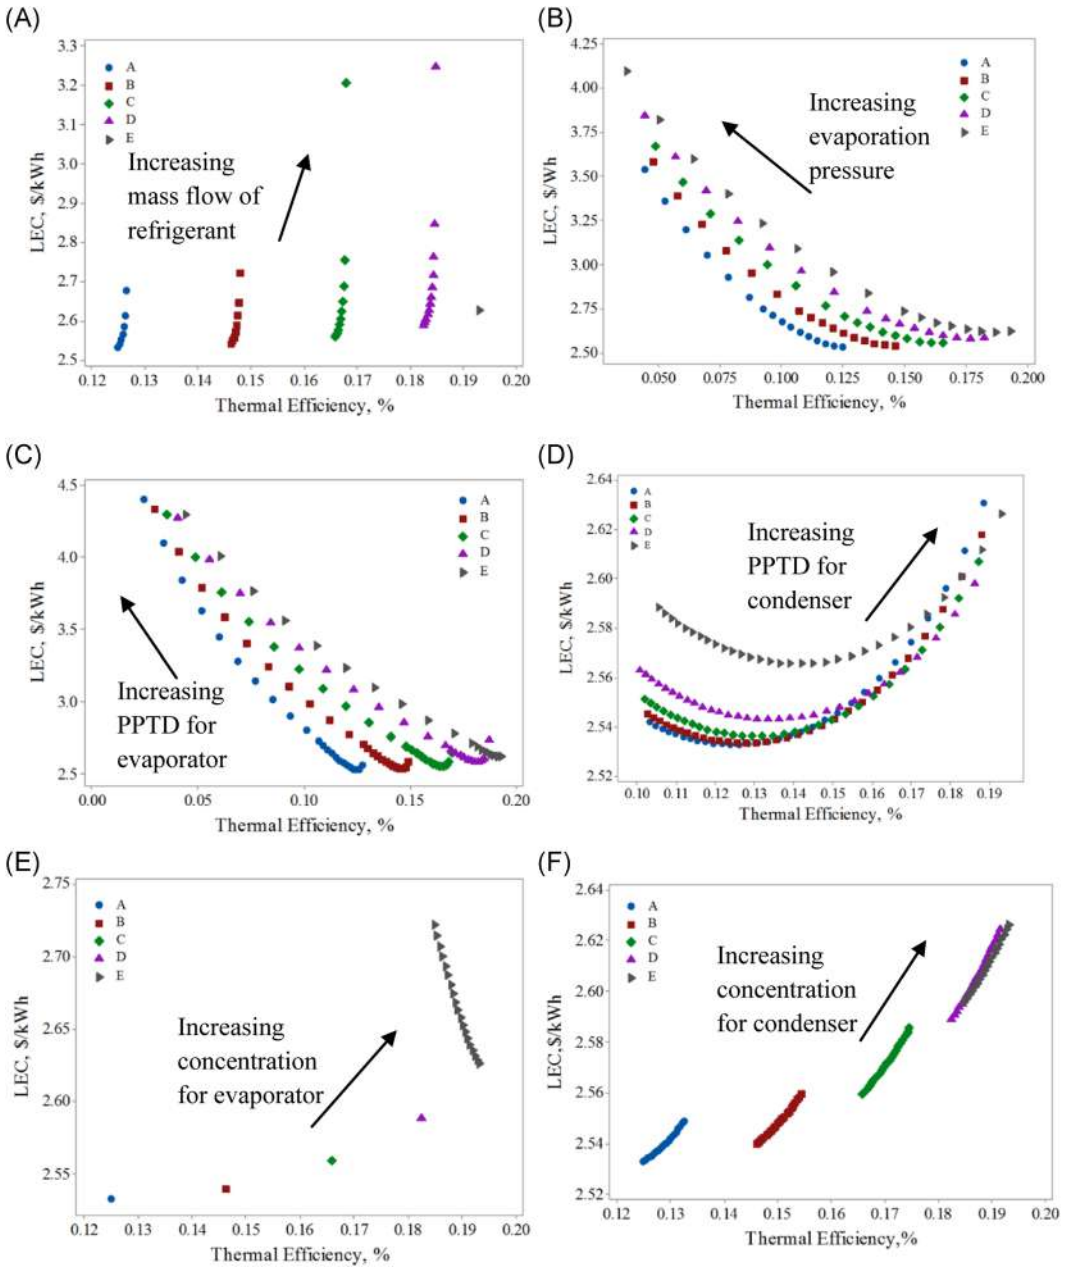 (A)
3.3
3.2
3.1
3.0
2.9
2.8
2.7
2.6
2.5
LEC, $/kWh
A
B
C
D
E
Increasing
mass flow of
refrigerant
0.12 0.13 0.14 0.15 0.16 0.17 0.18 0.19 0.20
Thermal Efficiency, %
(B)
4.25
4.00
3.75
3.50
3.25
3.00
2.75
2.50
LEC, $/Wh
A
B
C
D
E
Increasing
evaporation
pressure
0.050 0.075 0.100 0.125 0.150 0.175 0.200
Thermal Efficiency, %
(C)
4.5
4.0
3.5
3.0
2.5
LEC, $/kWh
A
B
C
D
E
Increasing
PPTD for
evaporator
0.00 0.05 0.10 0.15 0.20
Thermal Efficiency, %
(D)
2.64
2.62
2.60
2.58
2.56
2.54
2.52
LEC, $/kWh
A
B
C
D
E
Increasing
PPTD for
condenser
0.10 0.11 0.12 0.13 0.14 0.15 0.16 0.17 0.18 0.19
Thermal Efficiency, %
(E)
2.75
2.70
2.65
2.60
2.55
LEC, $/kWh
A
B
C
D
E
Increasing
concentration
for evaporator
0.12 0.13 0.14 0.15 0.16 0.17 0.18 0.19 0.20
Thermal Efficiency, %
(F)
2.64
2.62
2.60
2.58
2.56
2.54
2.52
LEC,$/kWh
A
B
C
D
E
Increasing
concentration
for condenser
0.12 0.13 0.14 0.15 0.16 0.17 0.18 0.19 0.20
Thermal Efficiency,%